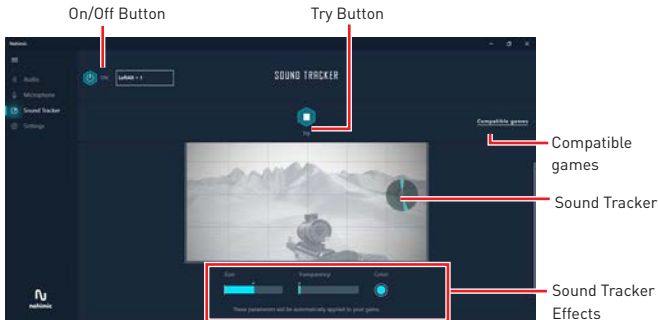 On/Off Button
Try Button
Nahimic
ON
LeftAlt + 1
SOUND TRACKER
Audio
Microphone
Sound Tracker
Settings
Try
Compatible games
Compatible
games
Sound Tracker
Size
Transparency
Color
These parameters will be automatically applied to your game.
nahimic
Sound Tracker
Effects